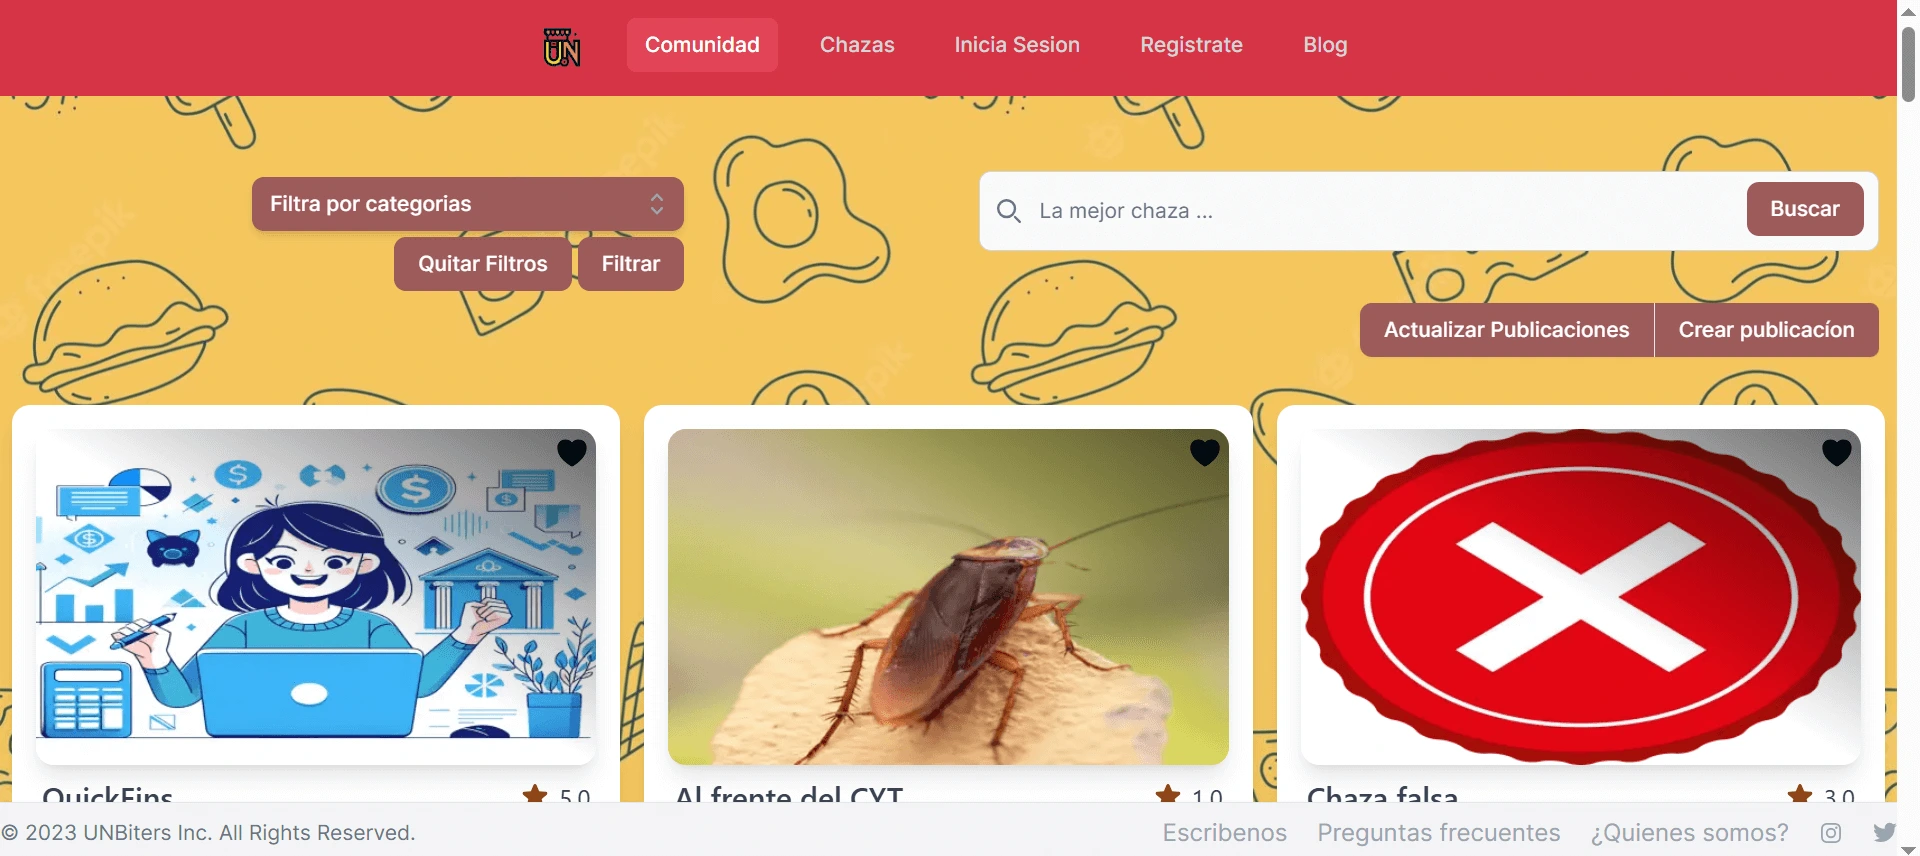 UN
Comunidad
Chazas
Inicia Sesion
Registrate
Blog
Filtra por categorias
La mejor chaza ...
Buscar
Quitar Filtros
Filtrar
Actualizar Publicaciones
Crear publicacíon
QuickFins
5.0
Al frente del CYT
1.0
Chaza falsa
3.0
© 2023 UNBiters Inc. All Rights Reserved.
Escribenos
Preguntas frecuentes
¿Quienes somos?